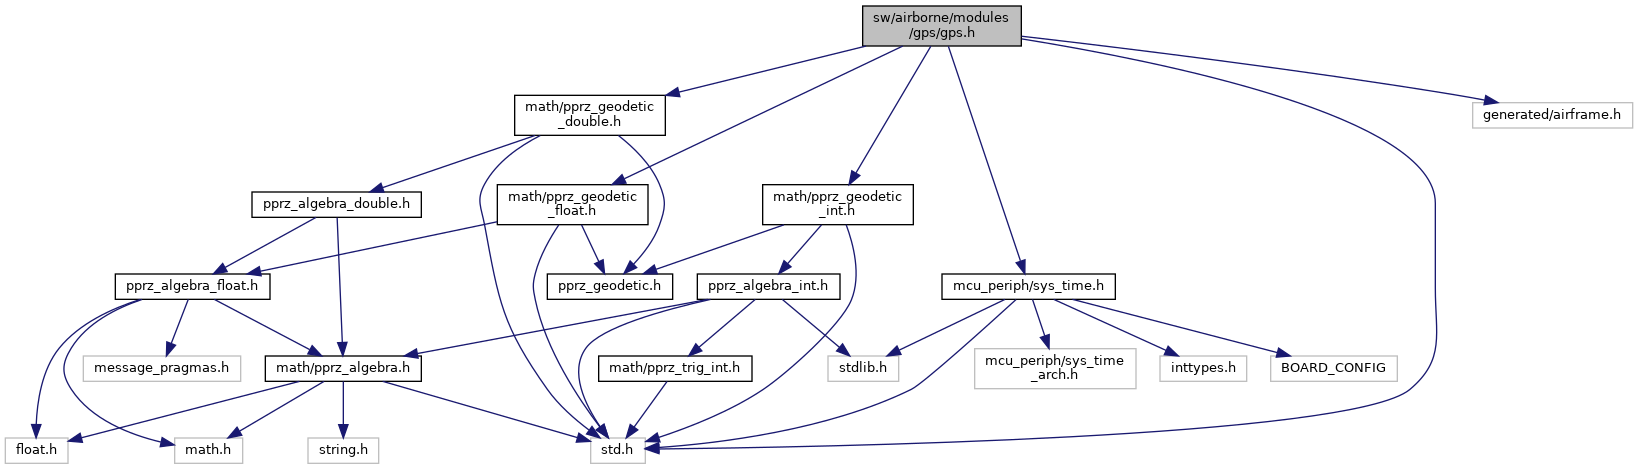 sw/airborne/modules
/gps/gps.h
math/pprz_geodetic
_double.h
generated/airframe.h
pprz_algebra_double.h
math/pprz_geodetic
_float.h
math/pprz_geodetic
_int.h
pprz_algebra_float.h
pprz_geodetic.h
pprz_algebra_int.h
mcu_periph/sys_time.h
message_pragmas.h
math/pprz_algebra.h
math/pprz_trig_int.h
stdlib.h
mcu_periph/sys_time
_arch.h
inttypes.h
BOARD_CONFIG
float.h
math.h
string.h
std.h